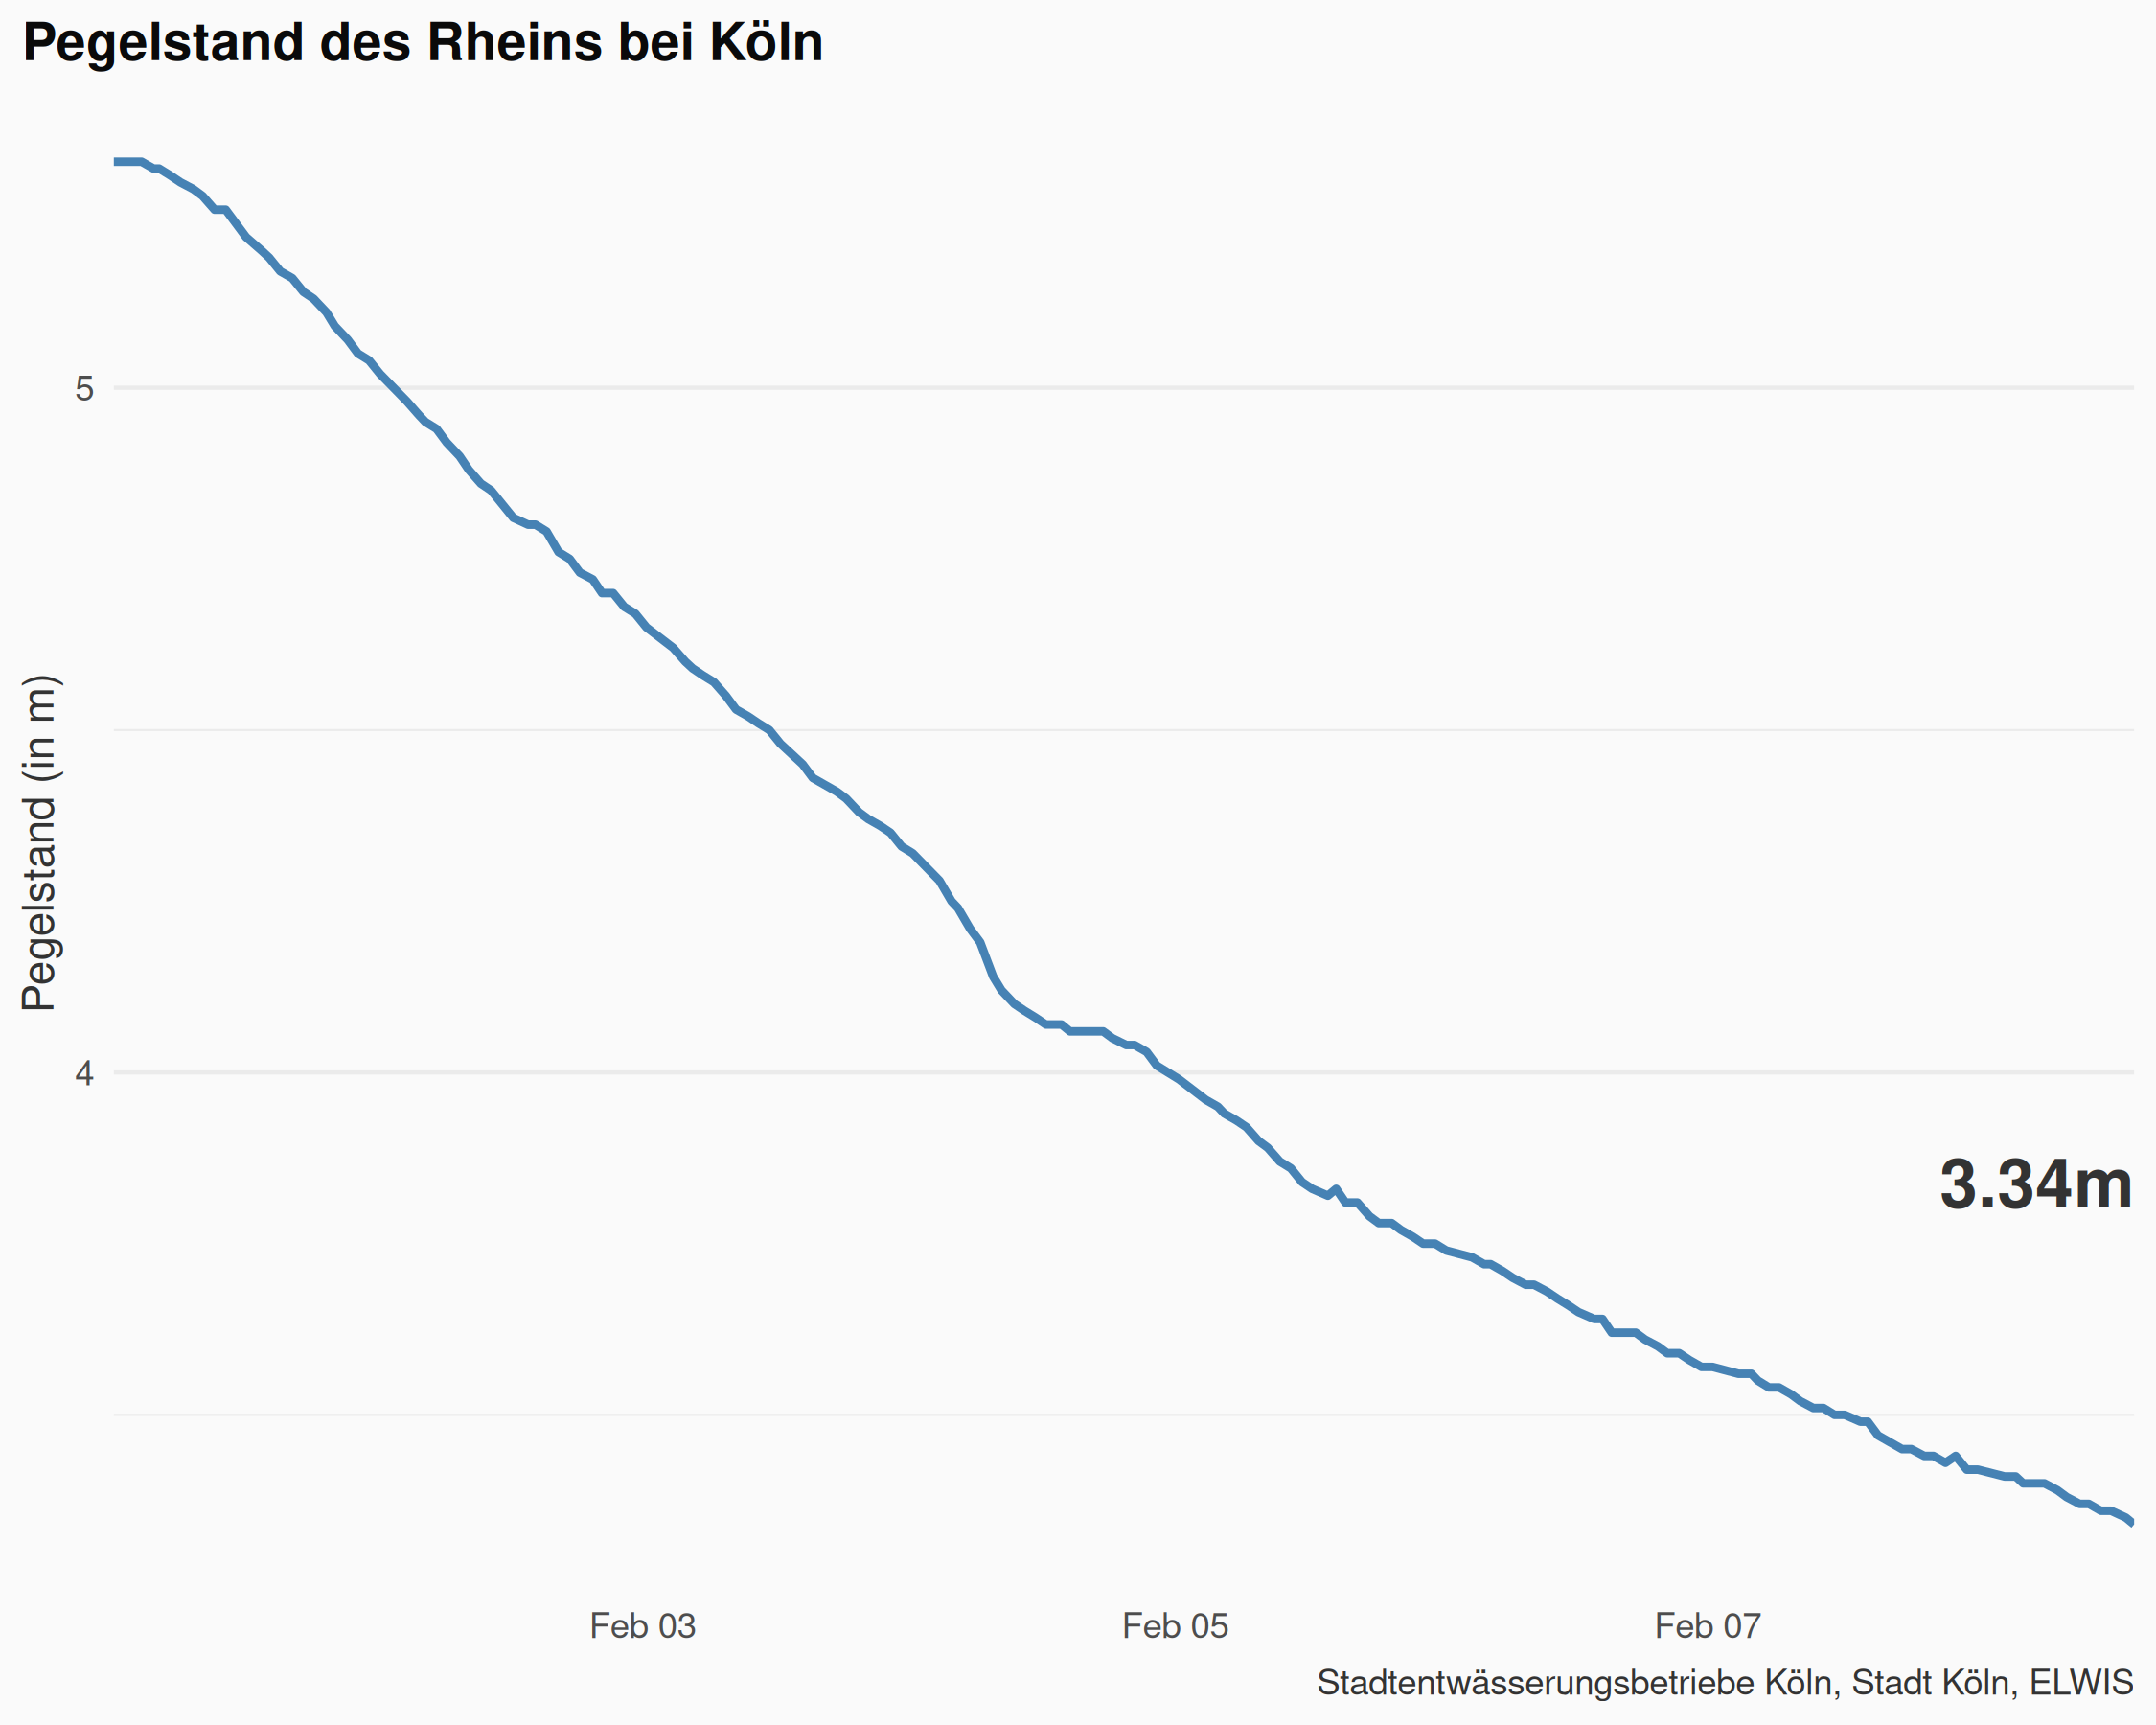 Pegelstand des Rheins bei Köln
Pegelstand (in m)
5
4
3.34m
Feb 03
Feb 05
Feb 07
Stadtentwässerungsbetriebe Köln, Stadt Köln, ELWIS